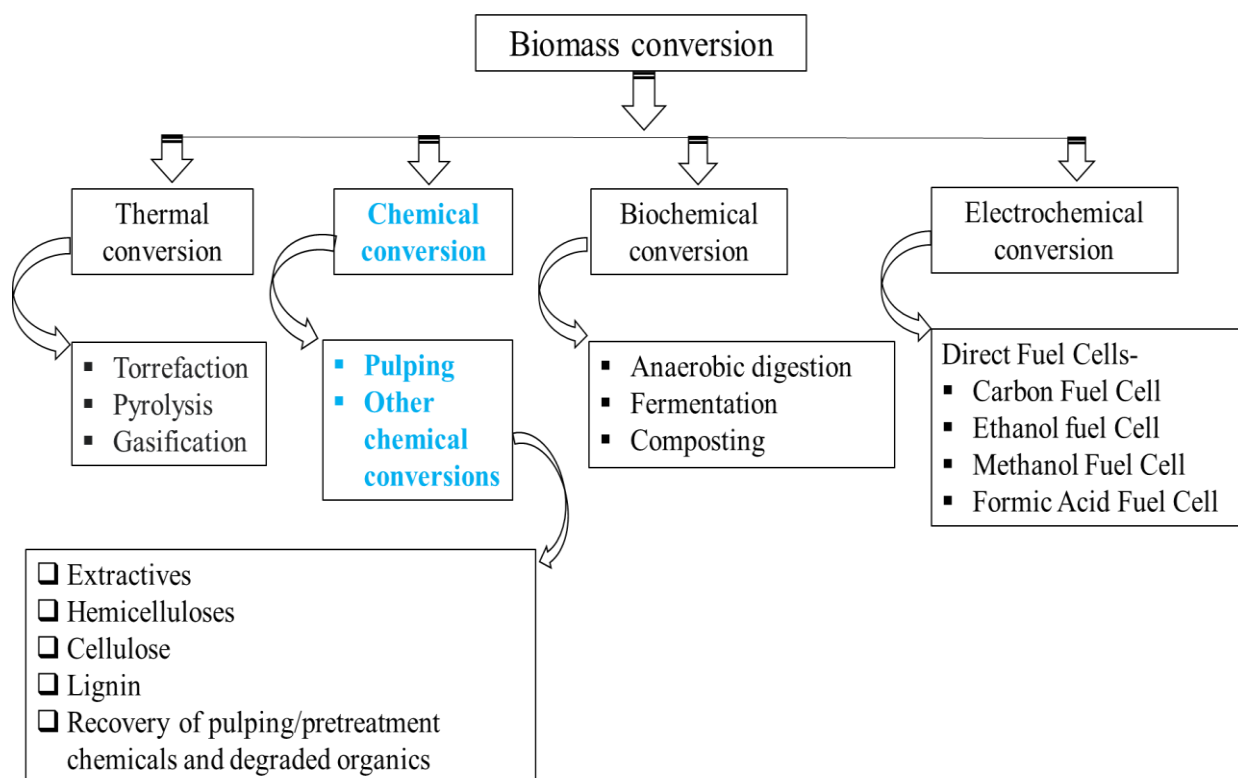 Biomass conversion
Thermal
conversion
Chemical
conversion
Biochemical
conversion
Electrochemical
conversion
▪ Torrefaction
▪ Pyrolysis
▪ Gasification
▪ Pulping
▪ Other
chemical
conversions
▪ Anaerobic digestion
▪ Fermentation
▪ Composting
Direct Fuel Cells-
▪ Carbon Fuel Cell
▪ Ethanol fuel Cell
▪ Methanol Fuel Cell
▪ Formic Acid Fuel Cell
❑ Extractives
❑ Hemicelluloses
❑ Cellulose
❑ Lignin
❑ Recovery of pulping/pretreatment
chemicals and degraded organics